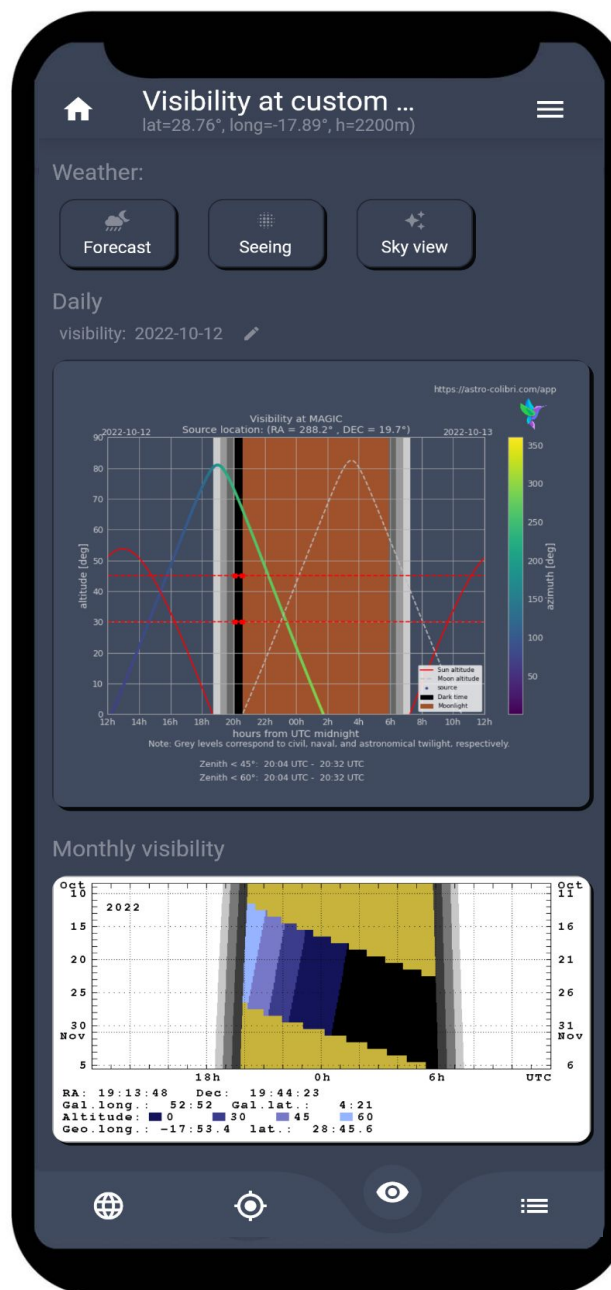 Visibility at custom ...
lat=28.76°, long=-17.89°, h=2200m)
Weather:
Forecast
Seeing
Sky view
Daily
visibility: 2022-10-12
https://astro-colibri.com/app
Visibility at MAGIC
2022-10-12 Source location: (RA = 288.2° , DEC = 19.7°) 2022-10-13
90
80
70
60
50
40
30
20
10
0
altitude [deg]
12h 14h 16h 18h 20h 22h 00h 2h 4h 6h 8h 10h 12h
hours from UTC midnight
Sun altitude
Moon altitude
source
Dark time
Moonlight
350
300
250
200
150
100
50
azimuth [deg]
Note: Grey levels correspond to civil, naval, and astronomical twilight, respectively.
Zenith < 45°: 20:04 UTC - 20:32 UTC
Zenith < 60°: 20:04 UTC - 20:32 UTC
Monthly visibility
Oct Oct
10 11
2022
15 16
20 21
25 26
30 31
Nov Nov
5 6
18h 0h 6h UTC
RA: 19:13:48 Dec: 19:44:23
Gal.long.: 52:52 Gal.lat.: 4:21
Altitude: 0 30 45 60
Geo.long.: -17:53.4 lat.: 28:45.6